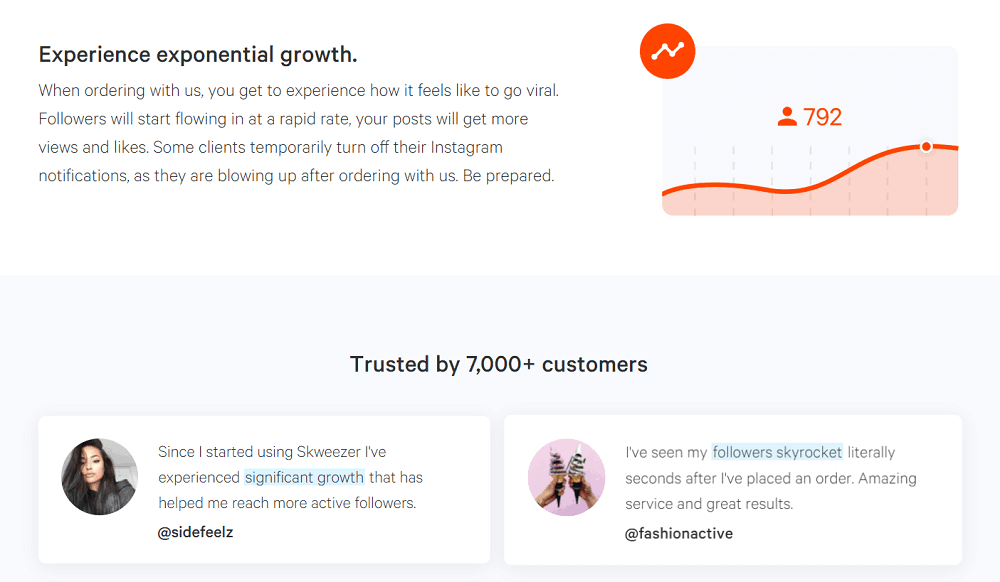 Experience exponential growth.
When ordering with us, you get to experience how it feels like to go viral.
Followers will start flowing in at a rapid rate, your posts will get more
views and likes. Some clients temporarily turn off their Instagram
notifications, as they are blowing up after ordering with us. Be prepared.
792
Trusted by 7,000+ customers
Since I started using Skweezer I've
experienced significant growth that has
helped me reach more active followers.
@sidefeelz
I've seen my followers skyrocket literally
seconds after I've placed an order. Amazing
service and great results.
@fashionactive